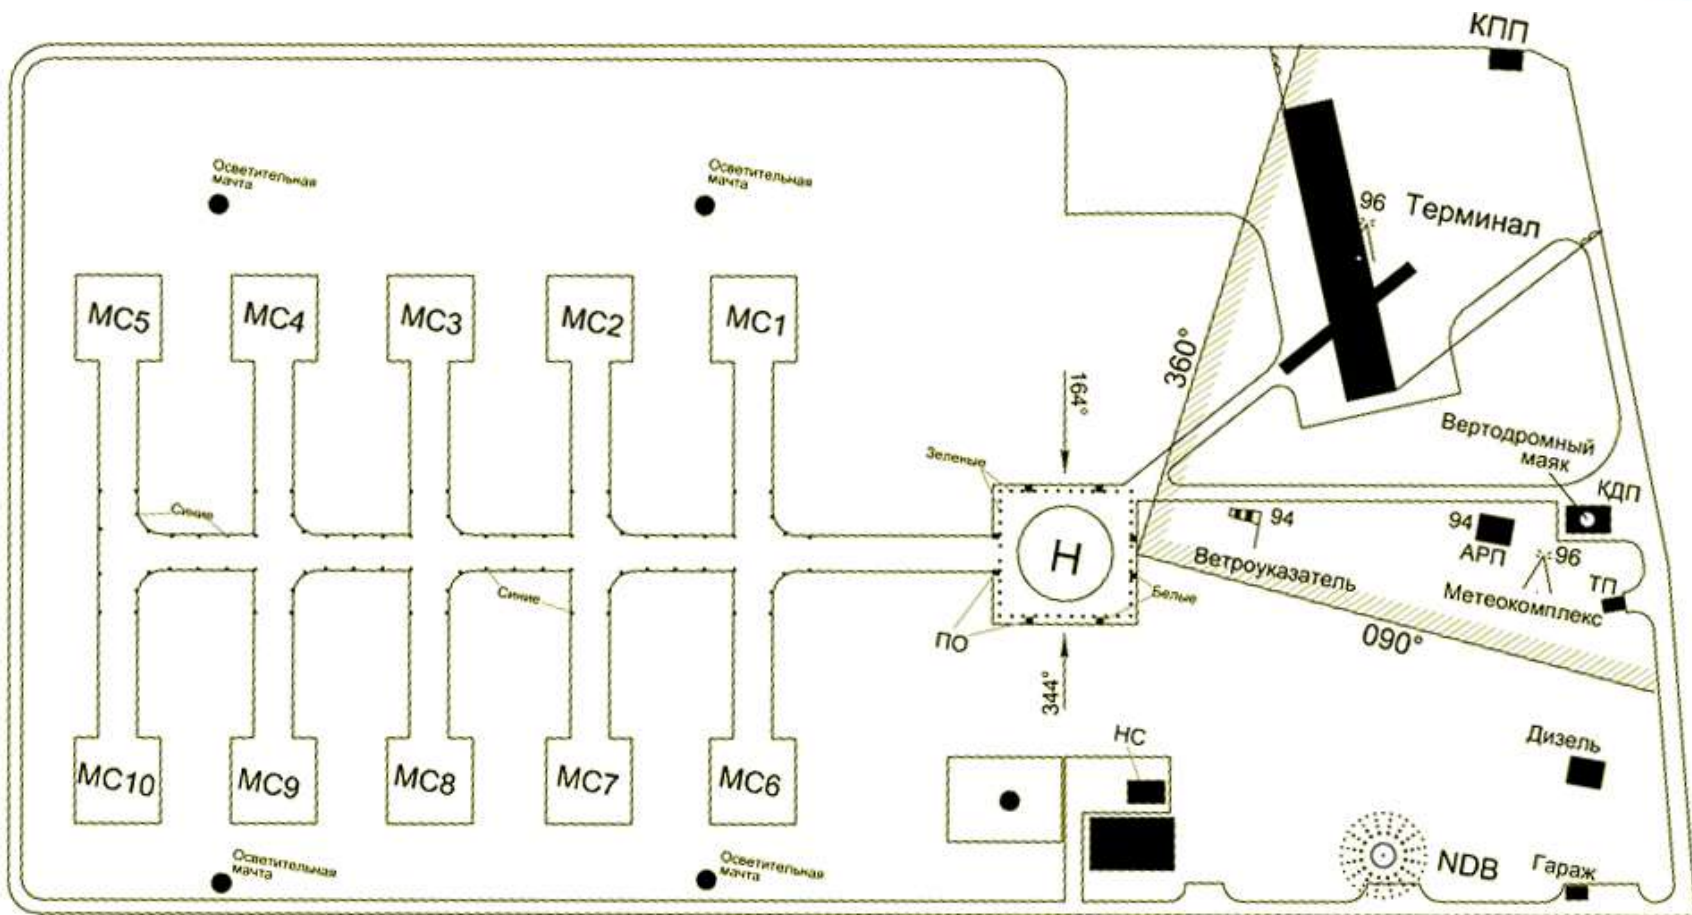 КПП
Осветительная
мачта
Осветительная
мачта
96
Терминал
МС5
МС4
МС3
МС2
МС1
360°
164°
Вертодромный
маяк
Зеленые
КДП
Синие
94
94
Н
АРП
96
Ветроуказатель
ТП
Метеокомплекс
Синие
Белые
ПО
090°
344°
НС
Дизель
МС10
МС9
МС8
МС7
МС6
Осветительная
мачта
Осветительная
мачта
NDB
Гараж